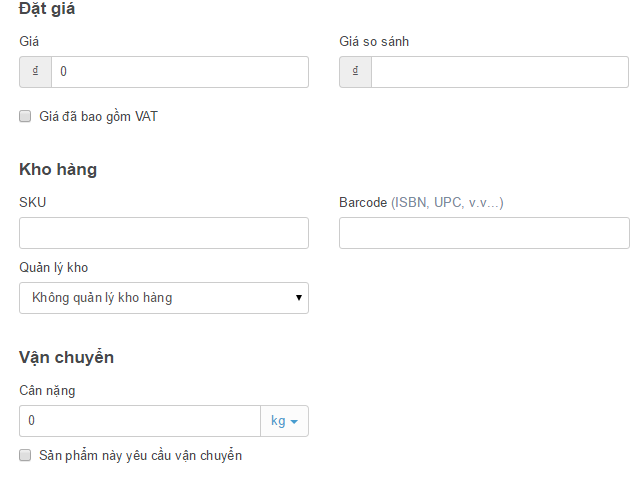 Đặt giá
Giá
Giá so sánh
₫ 0
₫
Giá đã bao gồm VAT
Kho hàng
SKU
Barcode (ISBN, UPC, v.v...)
Quản lý kho
Không quản lý kho hàng
Vận chuyển
Cân nặng
0 kg
Sản phẩm này yêu cầu vận chuyển